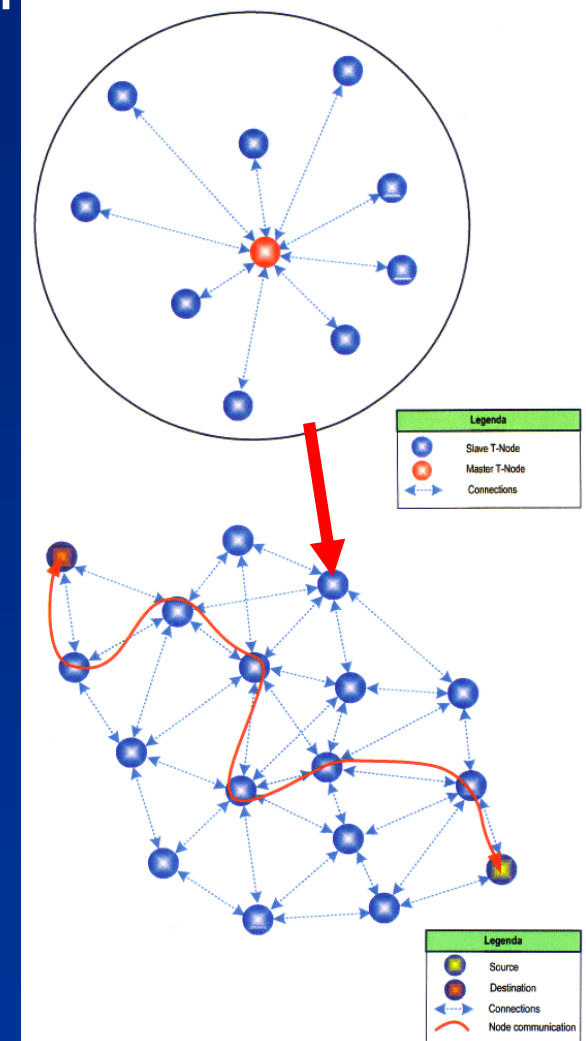 Legenda
Slave T-Node
Master T-Node
Connections
Legenda
Source
Destination
Connections
Node communication